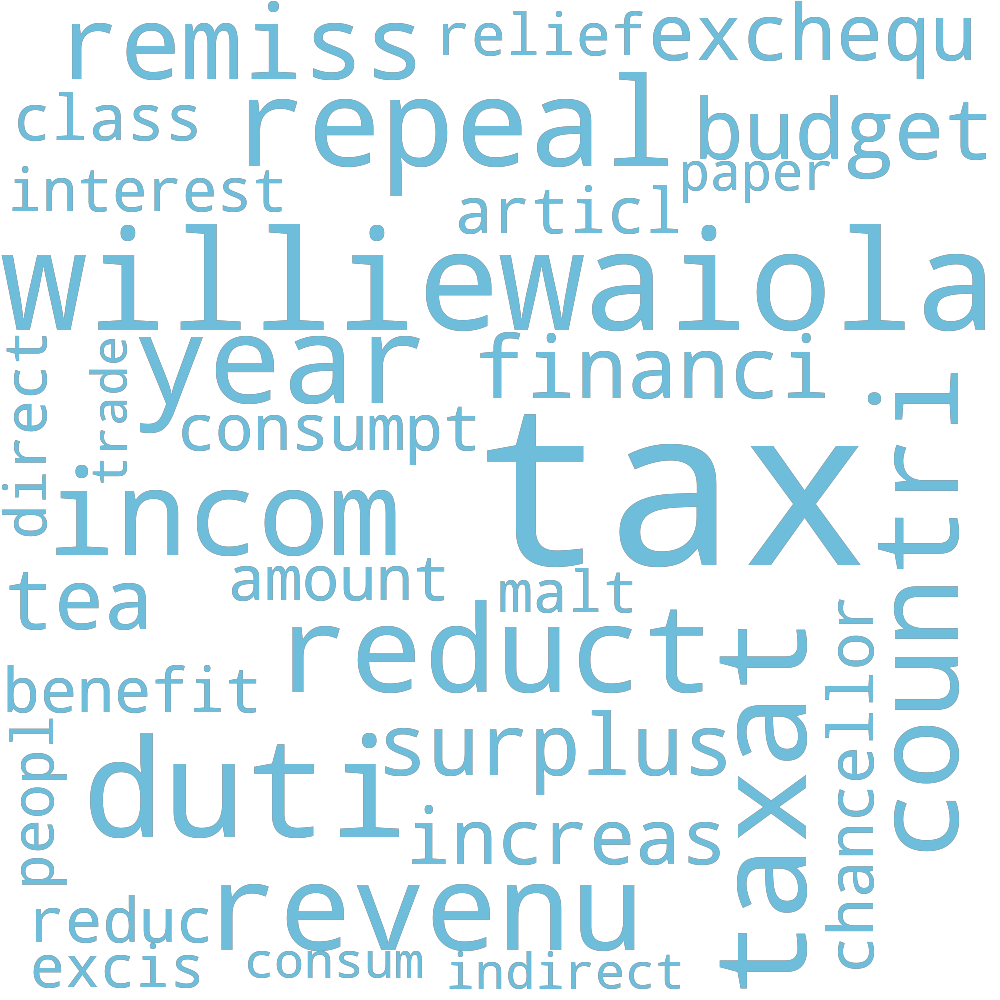 remiss
relief
exchequ
class
repeal
budget
paper
interest
articl
williewaiola
direct
trade
year
financi
consumpt
tax
countri
incom
tea
amount
malt
reduct
taxat
chancellor
benefit
peopl
surplus
duti
increas
reduc
revenu
excis
consum
indirect